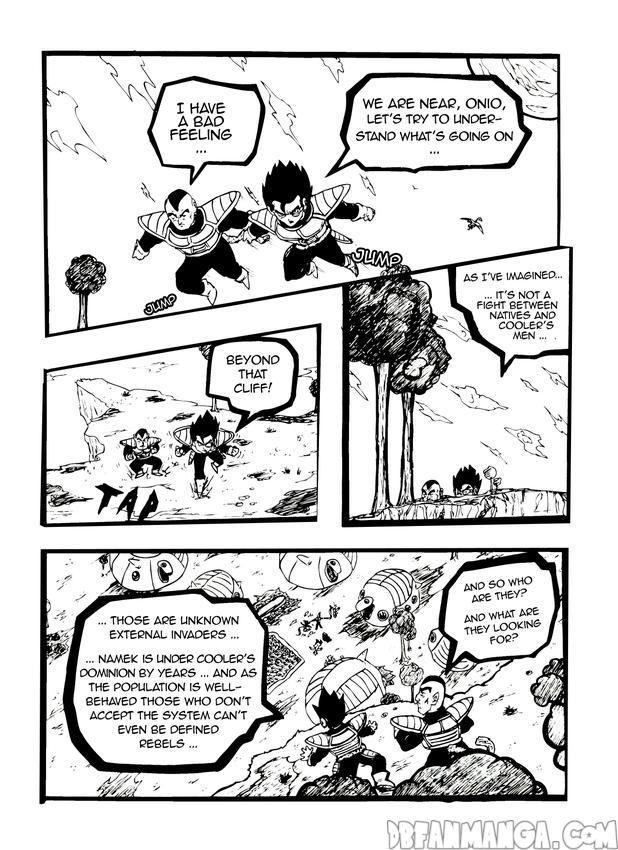 I HAVE
A BAD
FEELING
...
WE ARE NEAR, ONIO,
LET'S TRY TO UNDER-
STAND WHAT'S GOING ON
...
JUMP
JUMP
BEYOND
THAT
CLIFF!
TAP
AS I'VE IMAGINED...
... IT'S NOT A
FIGHT BETWEEN
NATIVES AND
COOLER'S
MEN ...
... THOSE ARE UNKNOWN
EXTERNAL INVADERS ...
... NAMEK IS UNDER COOLER'S
DOMINION BY YEARS ... AND AS
THE POPULATION IS WELL-
BEHAVED THOSE WHO DON'T
ACCEPT THE SYSTEM CAN'T
EVEN BE DEFINED
REBELS ...
AND SO WHO
ARE THEY?
AND WHAT ARE
THEY LOOKING
FOR?
DBFANMANGA.COM